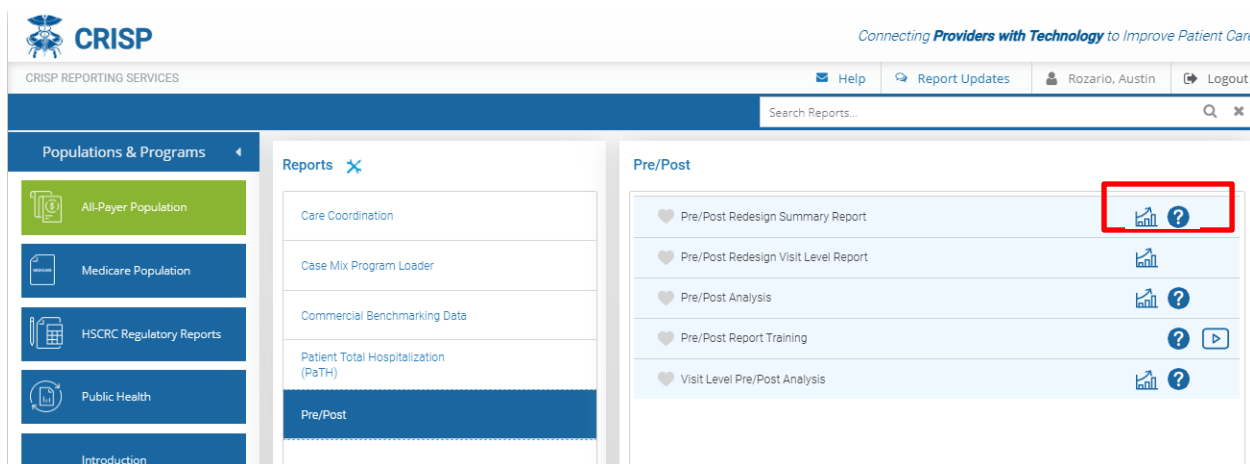 CRISP
Connecting Providers with Technology to Improve Patient Care
CRISP REPORTING SERVICES
Help
Report Updates
Rozario, Austin
Logout
Search Reports...
Populations & Programs
All-Payer Population
Medicare Population
HSCRC Regulatory Reports
Public Health
Introduction
Reports
Care Coordination
Case Mix Program Loader
Commercial Benchmarking Data
Patient Total Hospitalization
(PaTH)
Pre/Post
Pre/Post
Pre/Post Redesign Summary Report
Pre/Post Redesign Visit Level Report
Pre/Post Analysis
Pre/Post Report Training
Visit Level Pre/Post Analysis